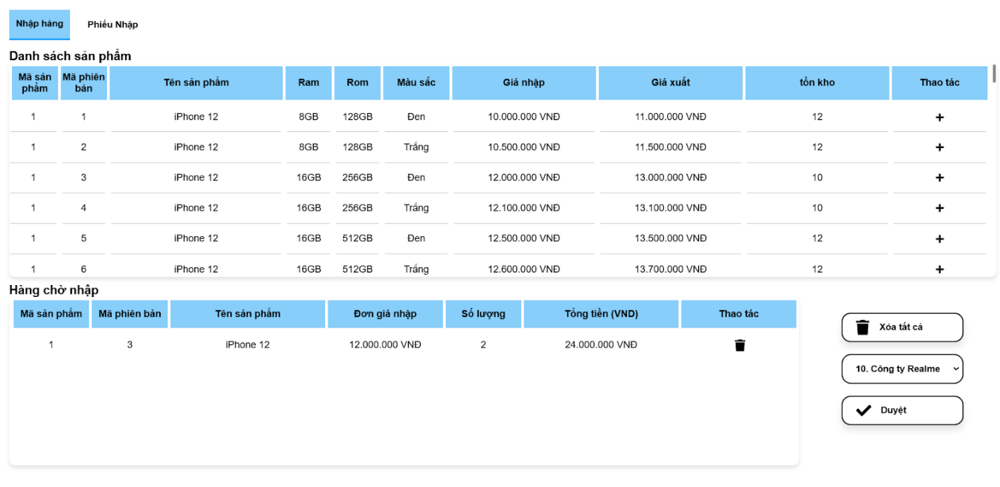 Nhập hàng Phiếu Nhập
Danh sách sản phẩm
Mã sản phẩm Mã phiên bản Tên sản phẩm Ram Rom Màu sắc Giá nhập Giá xuất tồn kho Thao tác
1 1 iPhone 12 8GB 128GB Đen 10.000.000 VNĐ 11.000.000 VNĐ 12 +
1 2 iPhone 12 8GB 128GB Trắng 10.500.000 VNĐ 11.500.000 VNĐ 12 +
1 3 iPhone 12 16GB 256GB Đen 12.000.000 VNĐ 13.000.000 VNĐ 10 +
1 4 iPhone 12 16GB 256GB Trắng 12.100.000 VNĐ 13.100.000 VNĐ 10 +
1 5 iPhone 12 16GB 512GB Đen 12.500.000 VNĐ 13.500.000 VNĐ 12 +
1 6 iPhone 12 16GB 512GB Trắng 12.600.000 VNĐ 13.700.000 VNĐ 12 +
Hàng chờ nhập
Mã sản phẩm Mã phiên bản Tên sản phẩm Đơn giá nhập Số lượng Tổng tiền (VND) Thao tác
1 3 iPhone 12 12.000.000 VNĐ 2 24.000.000 VNĐ
Xóa tất cả
10. Công ty Realme
Duyệt